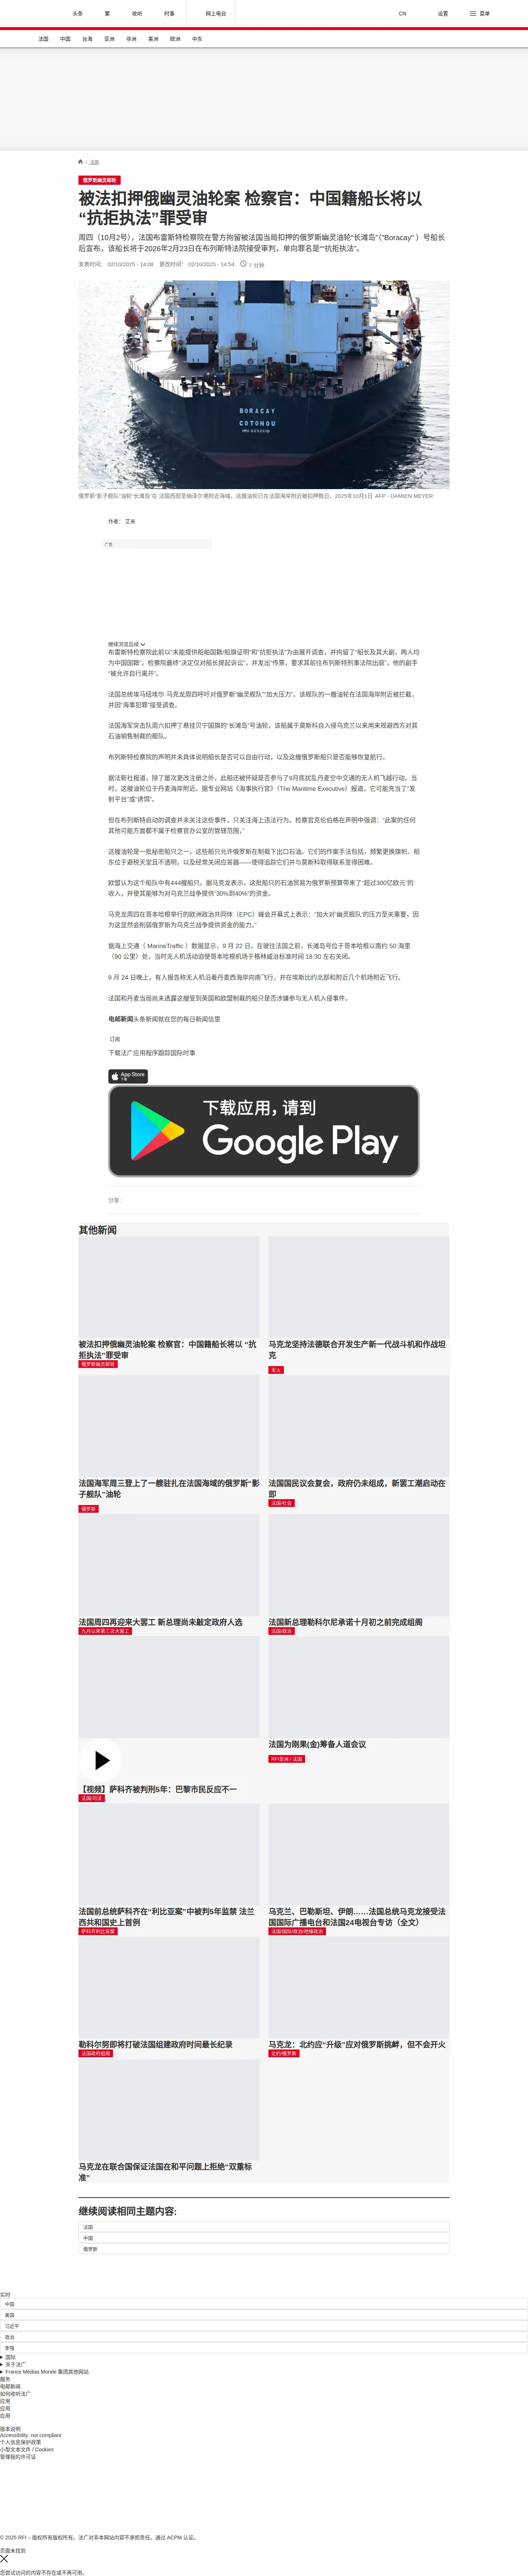 头条
繁
收听
时事
网上电台
CN
设置
菜单
法国
中国
台海
亚洲
非洲
美洲
欧洲
中东
/ 法国
俄罗斯幽灵邮轮
被法扣押俄幽灵油轮案 检察官：中国籍船长将以
“抗拒执法”罪受审
周四（10月2号），法国布雷斯特检察院在警方拘留被法国当局扣押的俄罗斯幽灵油轮“长滩岛”（"Boracay" ）号船长
后宣布，该船长将于2026年2月23日在布列斯特法院接受审判，单向罪名是“‘抗拒执法”。
发表时间： 02/10/2025 - 14:08 更改时间： 02/10/2025 - 14:54 7 分钟
BORACAY
COTONOU
俄罗斯“影子舰队”油轮“长滩岛”在 法国西部圣纳泽尔港附近海域，这艘油轮已在法国海岸附近被扣押数日。2025年10月1日 AFP - DAMIEN MEYER
作者： 艾米
广告
继续浏览后续
布雷斯特检察院此前以“未能提供船舶国籍/船旗证明”和“抗拒执法”为由展开调查，并拘留了“船长及其大副，两人均
为中国国籍”。检察院最终“决定仅对船长提起诉讼”，并发出“传票，要求其前往布列斯特刑事法院出庭”，他的副手
“被允许自行离开”。
法国总统埃马纽埃尔·马克龙周四呼吁对俄罗斯“幽灵舰队”“加大压力”。该舰队的一艘油轮在法国海岸附近被拦截，
并因“海事犯罪”接受调查。
法国海军突击队周六扣押了悬挂贝宁国旗的“长滩岛”号油轮，该船属于莫斯科自入侵乌克兰以来用来规避西方对其
石油销售制裁的舰队。
布列斯特检察院的声明并未具体说明船长是否可以自由行动，以及这艘俄罗斯船只是否能够恢复航行。
据法新社报道，除了屡次更改注册之外，此船还被怀疑是否参与了9月底扰乱丹麦空中交通的无人机飞越行动。当
时，这艘油轮位于丹麦海岸附近。据专业网站《海事执行官》（The Maritime Executive）报道，它可能充当了“发
射平台”或“诱饵”。
但在布列斯特启动的调查并未关注这些事件，只关注海上违法行为。检察官克伦伯格在声明中强调：“此案的任何
其他可能方面都不属于检察官办公室的管辖范围，”
这艘油轮是一批秘密船只之一，这些船只允许俄罗斯在制裁下出口石油。它们的作案手法包括，频繁更换旗帜、船
东位于避税天堂且不透明，以及经常关闭应答器——使得追踪它们并与莫斯科取得联系变得困难。
欧盟认为这个船队中有444艘船只。据马克龙表示，这批船只的石油贸易为俄罗斯预算带来了“超过300亿欧元”的
收入，并使其能够为对乌克兰战争提供“30%到40%”的资金。
马克龙周四在哥本哈根举行的欧洲政治共同体（EPC）峰会开幕式上表示：“加大对‘幽灵舰队’的压力至关重要，因
为这显然会削弱俄罗斯为乌克兰战争提供资金的能力。”
据海上交通（ MarineTraffic ）数据显示，9 月 22 日，在驶往法国之前，长滩岛号位于哥本哈根以南约 50 海里
（90 公里）处，当时无人机活动迫使哥本哈根机场于格林威治标准时间 18:30 左右关闭。
9 月 24 日晚上，有人报告称无人机沿着丹麦西海岸向南飞行，并在埃斯比约北部和附近几个机场附近飞行。
法国和丹麦当局尚未透露这艘受到英国和欧盟制裁的船只是否涉嫌参与无人机入侵事件。
电邮新闻头条新闻就在您的每日新闻信里
订阅
下载法广应用程序跟踪国际时事
App Store
下载
下载应用，请到
Google Play
分享 :
其他新闻
被法扣押俄幽灵油轮案 检察官：中国籍船长将以 “抗
拒执法”罪受审
俄罗斯幽灵邮轮
马克龙坚持法德联合开发生产新一代战斗机和作战坦
克
军火
法国海军周三登上了一艘驻扎在法国海域的俄罗斯“影
子舰队”油轮
俄罗斯
法国国民议会复会，政府仍未组成，新罢工潮启动在
即
法国/社会
法国周四再迎来大罢工 新总理尚未敲定政府人选
九月以来第三次大罢工
法国新总理勒科尔尼承诺十月初之前完成组阁
法国/政治
【视频】萨科齐被判刑5年：巴黎市民反应不一
法国/司法
法国为刚果(金)筹备人道会议
RFI非洲 / 法国
法国前总统萨科齐在“利比亚案”中被判5年监禁 法兰
西共和国史上首例
萨科齐利比亚案
乌克兰、巴勒斯坦、伊朗……法国总统马克龙接受法
国国际广播电台和法国24电视台专访（全文）
法国/国际/政治/地缘政治
勒科尔努即将打破法国组建政府时间最长纪录
法国政府组阁
马克龙：北约应“升级”应对俄罗斯挑衅，但不会开火
北约/俄罗斯
马克龙在联合国保证法国在和平问题上拒绝“双重标
准”
继续阅读相同主题内容:
法国
中国
俄罗斯
实时
中国
美国
习近平
政治
李强
国际
关于法广
France Médias Monde 集团其他网站
服务
电邮新闻
如何收听法广
应用
应用
应用
版本说明
Accessibility: not compliant
个人信息保护政策
小型文本文件 / Cookies
管理我的许可证
© 2025 RFI – 版权所有版权所有。法广对非本网站内容不承担责任。通过 ACPM 认证。
页面未找到
您尝试访问的内容不存在或不再可用。